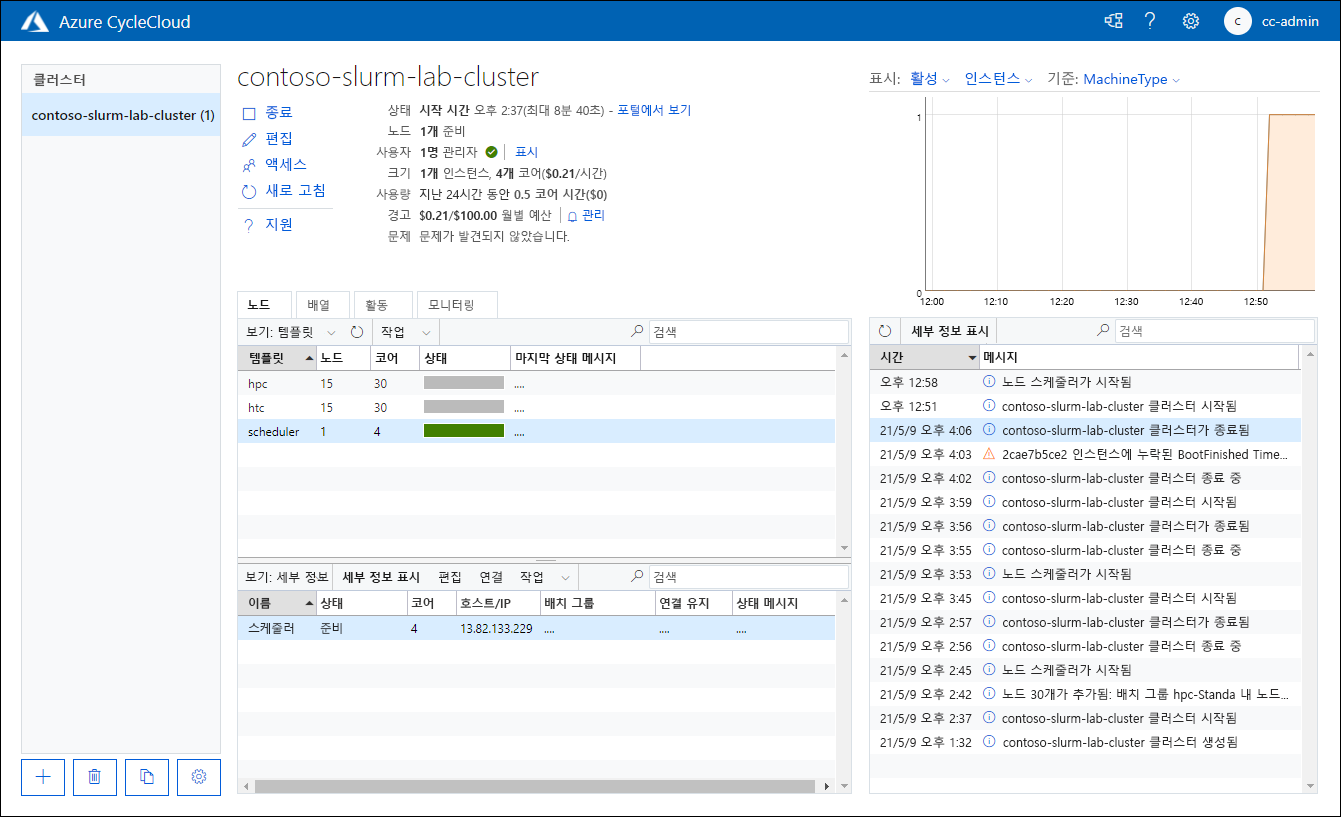 Azure CycleCloud
C cc-admin
클러스터
contoso-slurm-lab-cluster (1)
contoso-slurm-lab-cluster
종료
편집
액세스
새로 고침
지원
상태 시작 시간 오후 2:37(최대 8분 40초) - 포털에서 보기
노드 1개 준비
사용자 1명 관리자 표시
크기 1개 인스턴스, 4개 코어($0.21/시간)
사용량 지난 24시간 동안 0.5 코어 시간($0)
경고 $0.21/$100.00 월별 예산 관리
문제 문제가 발견되지 않았습니다.
표시: 활성 인스턴스 기준: MachineType
1
0
12:00 12:10 12:20 12:30 12:40 12:50
노드 배열 활동 모니터링
보기: 템플릿 작업 검색
템플릿 노드 코어 상태 마지막 상태 메시지
hpc 15 30 ....
htc 15 30 ....
scheduler 1 4 ....
보기: 세부 정보 세부 정보 표시 편집 연결 작업 검색
이름 상태 코어 호스트/IP 배치 그룹 연결 유지 상태 메시지
스케줄러 준비 4 13.82.133.229 .... .... ....
세부 정보 표시 검색
시간 메시지
오후 12:58 노드 스케줄러가 시작됨
오후 12:51 contoso-slurm-lab-cluster 클러스터 시작됨
21/5/9 오후 4:06 contoso-slurm-lab-cluster 클러스터가 종료됨
21/5/9 오후 4:03 2cae7b5ce2 인스턴스에 누락된 BootFinished Time...
21/5/9 오후 4:02 contoso-slurm-lab-cluster 클러스터 종료 중
21/5/9 오후 3:59 contoso-slurm-lab-cluster 클러스터 시작됨
21/5/9 오후 3:56 contoso-slurm-lab-cluster 클러스터가 종료됨
21/5/9 오후 3:55 contoso-slurm-lab-cluster 클러스터 종료 중
21/5/9 오후 3:53 노드 스케줄러가 시작됨
21/5/9 오후 3:45 contoso-slurm-lab-cluster 클러스터 시작됨
21/5/9 오후 2:57 contoso-slurm-lab-cluster 클러스터가 종료됨
21/5/9 오후 2:56 contoso-slurm-lab-cluster 클러스터 종료 중
21/5/9 오후 2:45 노드 스케줄러가 시작됨
21/5/9 오후 2:42 노드 30개가 추가됨: 배치 그룹 hpc-Standa 내 노드...
21/5/9 오후 2:37 contoso-slurm-lab-cluster 클러스터 시작됨
21/5/9 오후 1:32 contoso-slurm-lab-cluster 클러스터 생성됨